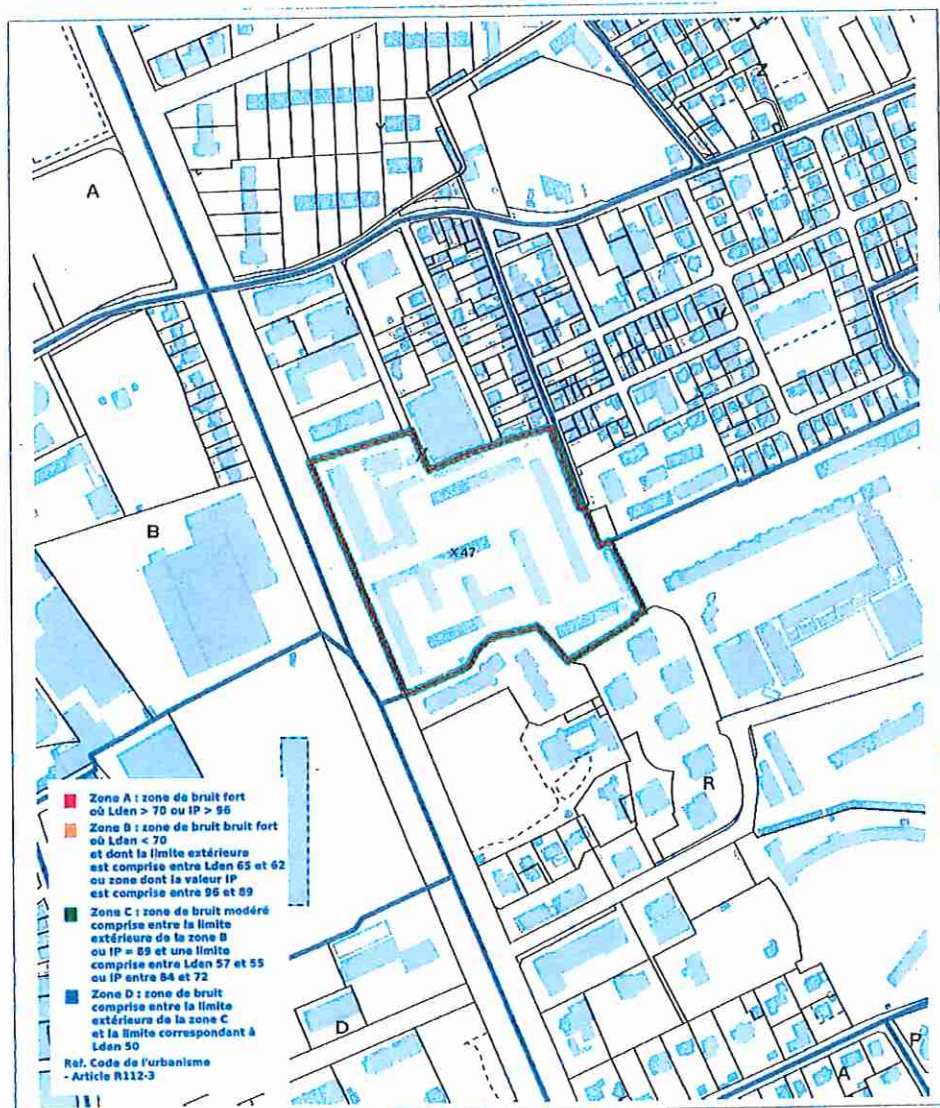 Z
A
X47
B
R
Zone A : zone de bruit fort
où Lden > 70 ou IP > 96
Zone B : zone de bruit bruit fort
où Lden < 70
et dont la limite extérieure
est comprise entre Lden 65 et 62
ou zone dont la valeur IP
est comprise entre 96 et 89
Zone C : zone de bruit modéré
comprise entre la limite
extérieure de la zone B
ou IP = 89 et une limite
comprise entre Lden 57 et 55
ou IP entre 84 et 72
Zone D : zone de bruit
comprise entre la limite
extérieure de la zone C
et la limite correspondant à
Lden 50
Ref. Code de l'urbanisme
- Article R112-3
D
P
A